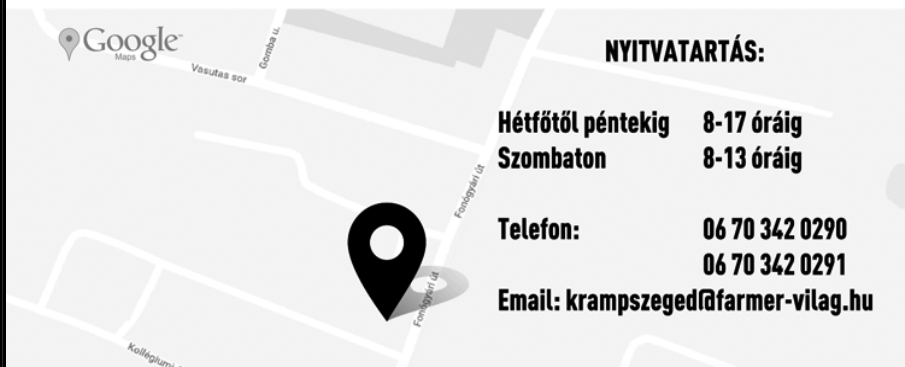 Google
Maps
Gomba u.
Vasutas sor
Fonógyári út
Fonógyári út
NYITVATARTÁS:
Hétfőtől péntekig 8-17 óráig
Szombaton 8-13 óráig
Telefon: 06 70 342 0290
06 70 342 0291
Email: krampszeged@farmer-vilag.hu